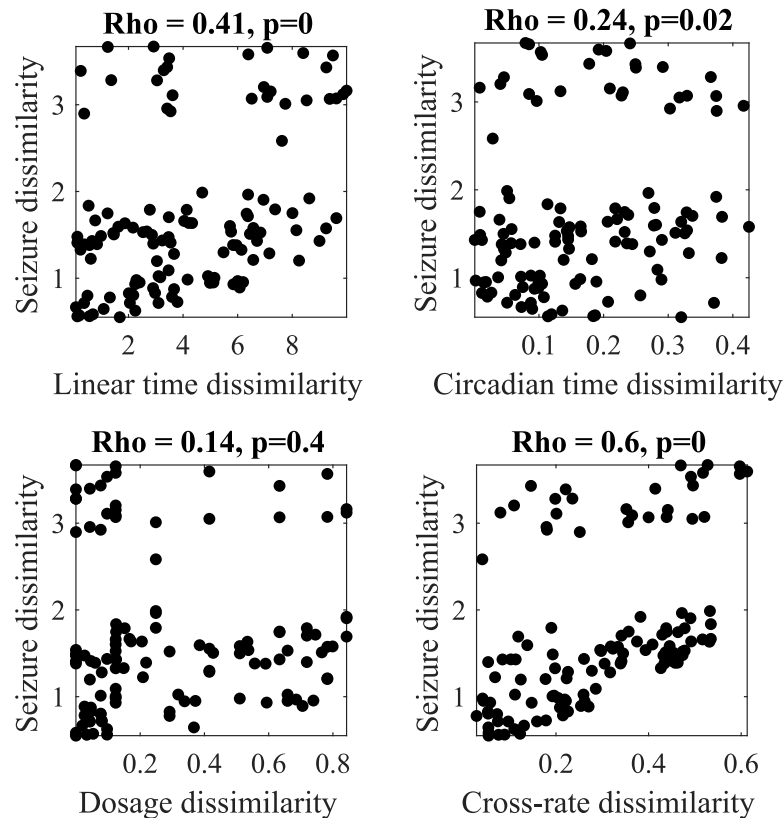 Rho = 0.41, p=0
Seizure dissimilarity
3
2
1
2 4 6 8
Linear time dissimilarity
Rho = 0.24, p=0.02
Seizure dissimilarity
3
2
1
0.1 0.2 0.3 0.4
Circadian time dissimilarity
Rho = 0.14, p=0.4
Seizure dissimilarity
3
2
1
0.2 0.4 0.6 0.8
Dosage dissimilarity
Rho = 0.6, p=0
Seizure dissimilarity
3
2
1
0.2 0.4 0.6
Cross-rate dissimilarity